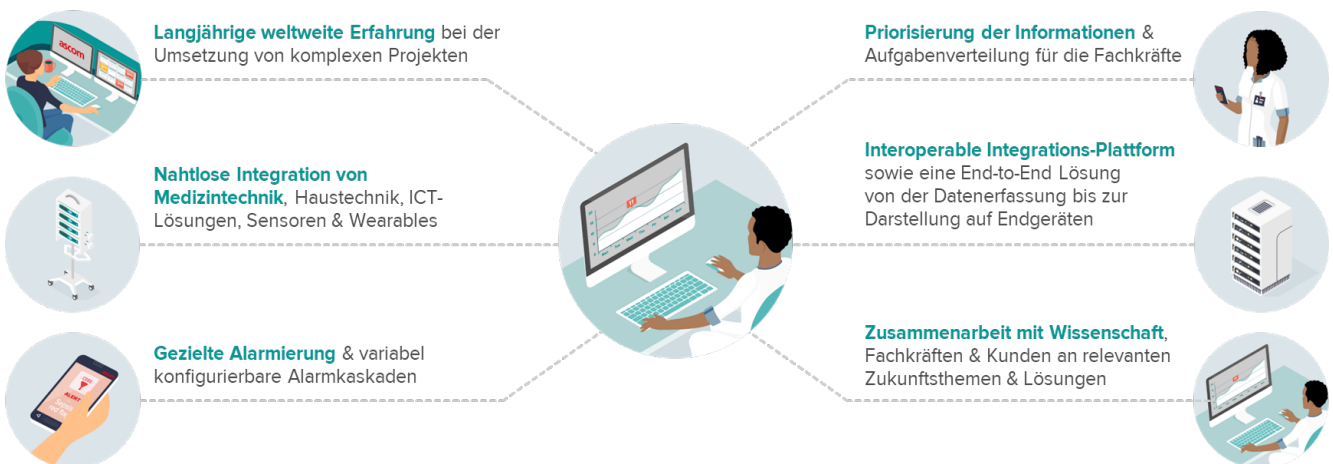 Langjährige weltweite Erfahrung bei der
Umsetzung von komplexen Projekten
ascom
Nahtlose Integration von
Medizintechnik, Haustechnik, ICT-
Lösungen, Sensoren & Wearables
Gezielte Alarmierung & variabel
konfigurierbare Alarmkaskaden
ALERT
Priorisierung der Informationen &
Aufgabenverteilung für die Fachkräfte
Interoperable Integrations-Plattform
sowie eine End-to-End Lösung
von der Datenerfassung bis zur
Darstellung auf Endgeräten
Zusammenarbeit mit Wissenschaft,
Fachkräften & Kunden an relevanten
Zukunftsthemen & Lösungen